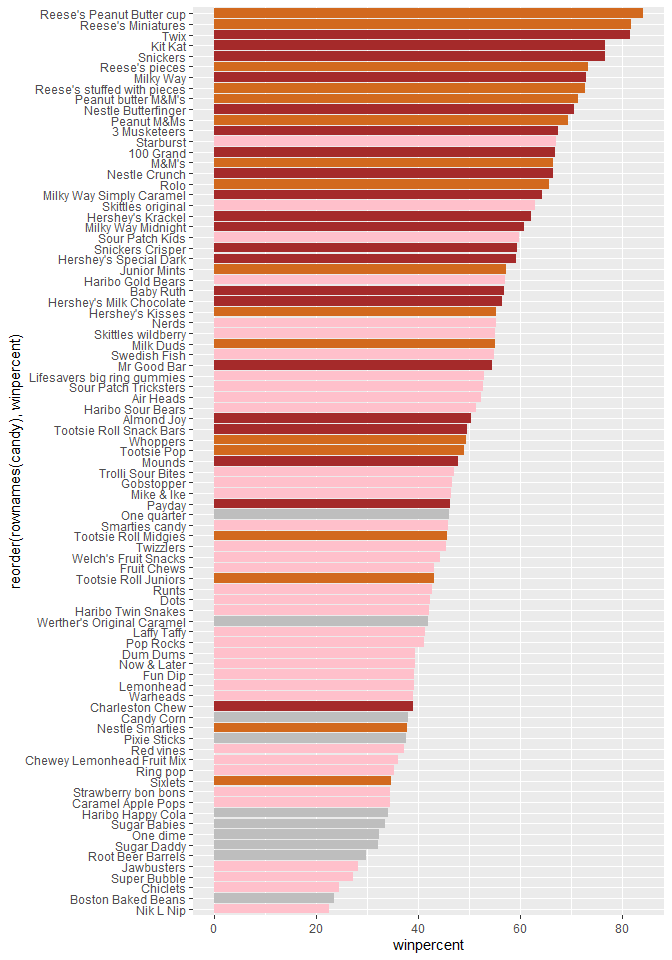 Reese's Peanut Butter cup
Reese's Miniatures
Twix
Kit Kat
Snickers
Reese's pieces
Milky Way
Reese's stuffed with pieces
Peanut butter M&M's
Nestle Butterfinger
Peanut M&Ms
3 Musketeers
Starburst
100 Grand
M&M's
Nestle Crunch
Rolo
Milky Way Simply Caramel
Skittles original
Hershey's Krackel
Milky Way Midnight
Sour Patch Kids
Snickers Crisper
Hershey's Special Dark
Junior Mints
Haribo Gold Bears
Baby Ruth
Hershey's Milk Chocolate
Hershey's Kisses
Nerds
Skittles wildberry
Milk Duds
Swedish Fish
Mr Good Bar
Lifesavers big ring gummies
Sour Patch Tricksters
Air Heads
Haribo Sour Bears
Almond Joy
Tootsie Roll Snack Bars
Whoppers
Tootsie Pop
Mounds
Trolli Sour Bites
Gobstopper
Mike & Ike
Payday
One quarter
Smarties candy
Tootsie Roll Midgies
Twizzlers
Welch's Fruit Snacks
Fruit Chews
Tootsie Roll Juniors
Runts
Dots
Haribo Twin Snakes
Werther's Original Caramel
Laffy Taffy
Pop Rocks
Dum Dums
Now & Later
Fun Dip
Lemonhead
Warheads
Charleston Chew
Candy Corn
Nestle Smarties
Pixie Sticks
Red vines
Chewey Lemonhead Fruit Mix
Ring pop
Sixlets
Strawberry bon bons
Caramel Apple Pops
Haribo Happy Cola
Sugar Babies
One dime
Sugar Daddy
Root Beer Barrels
Jawbusters
Super Bubble
Chiclets
Boston Baked Beans
Nik L Nip
reorder(rownames(candy), winpercent)
0 20 40 60 80
winpercent